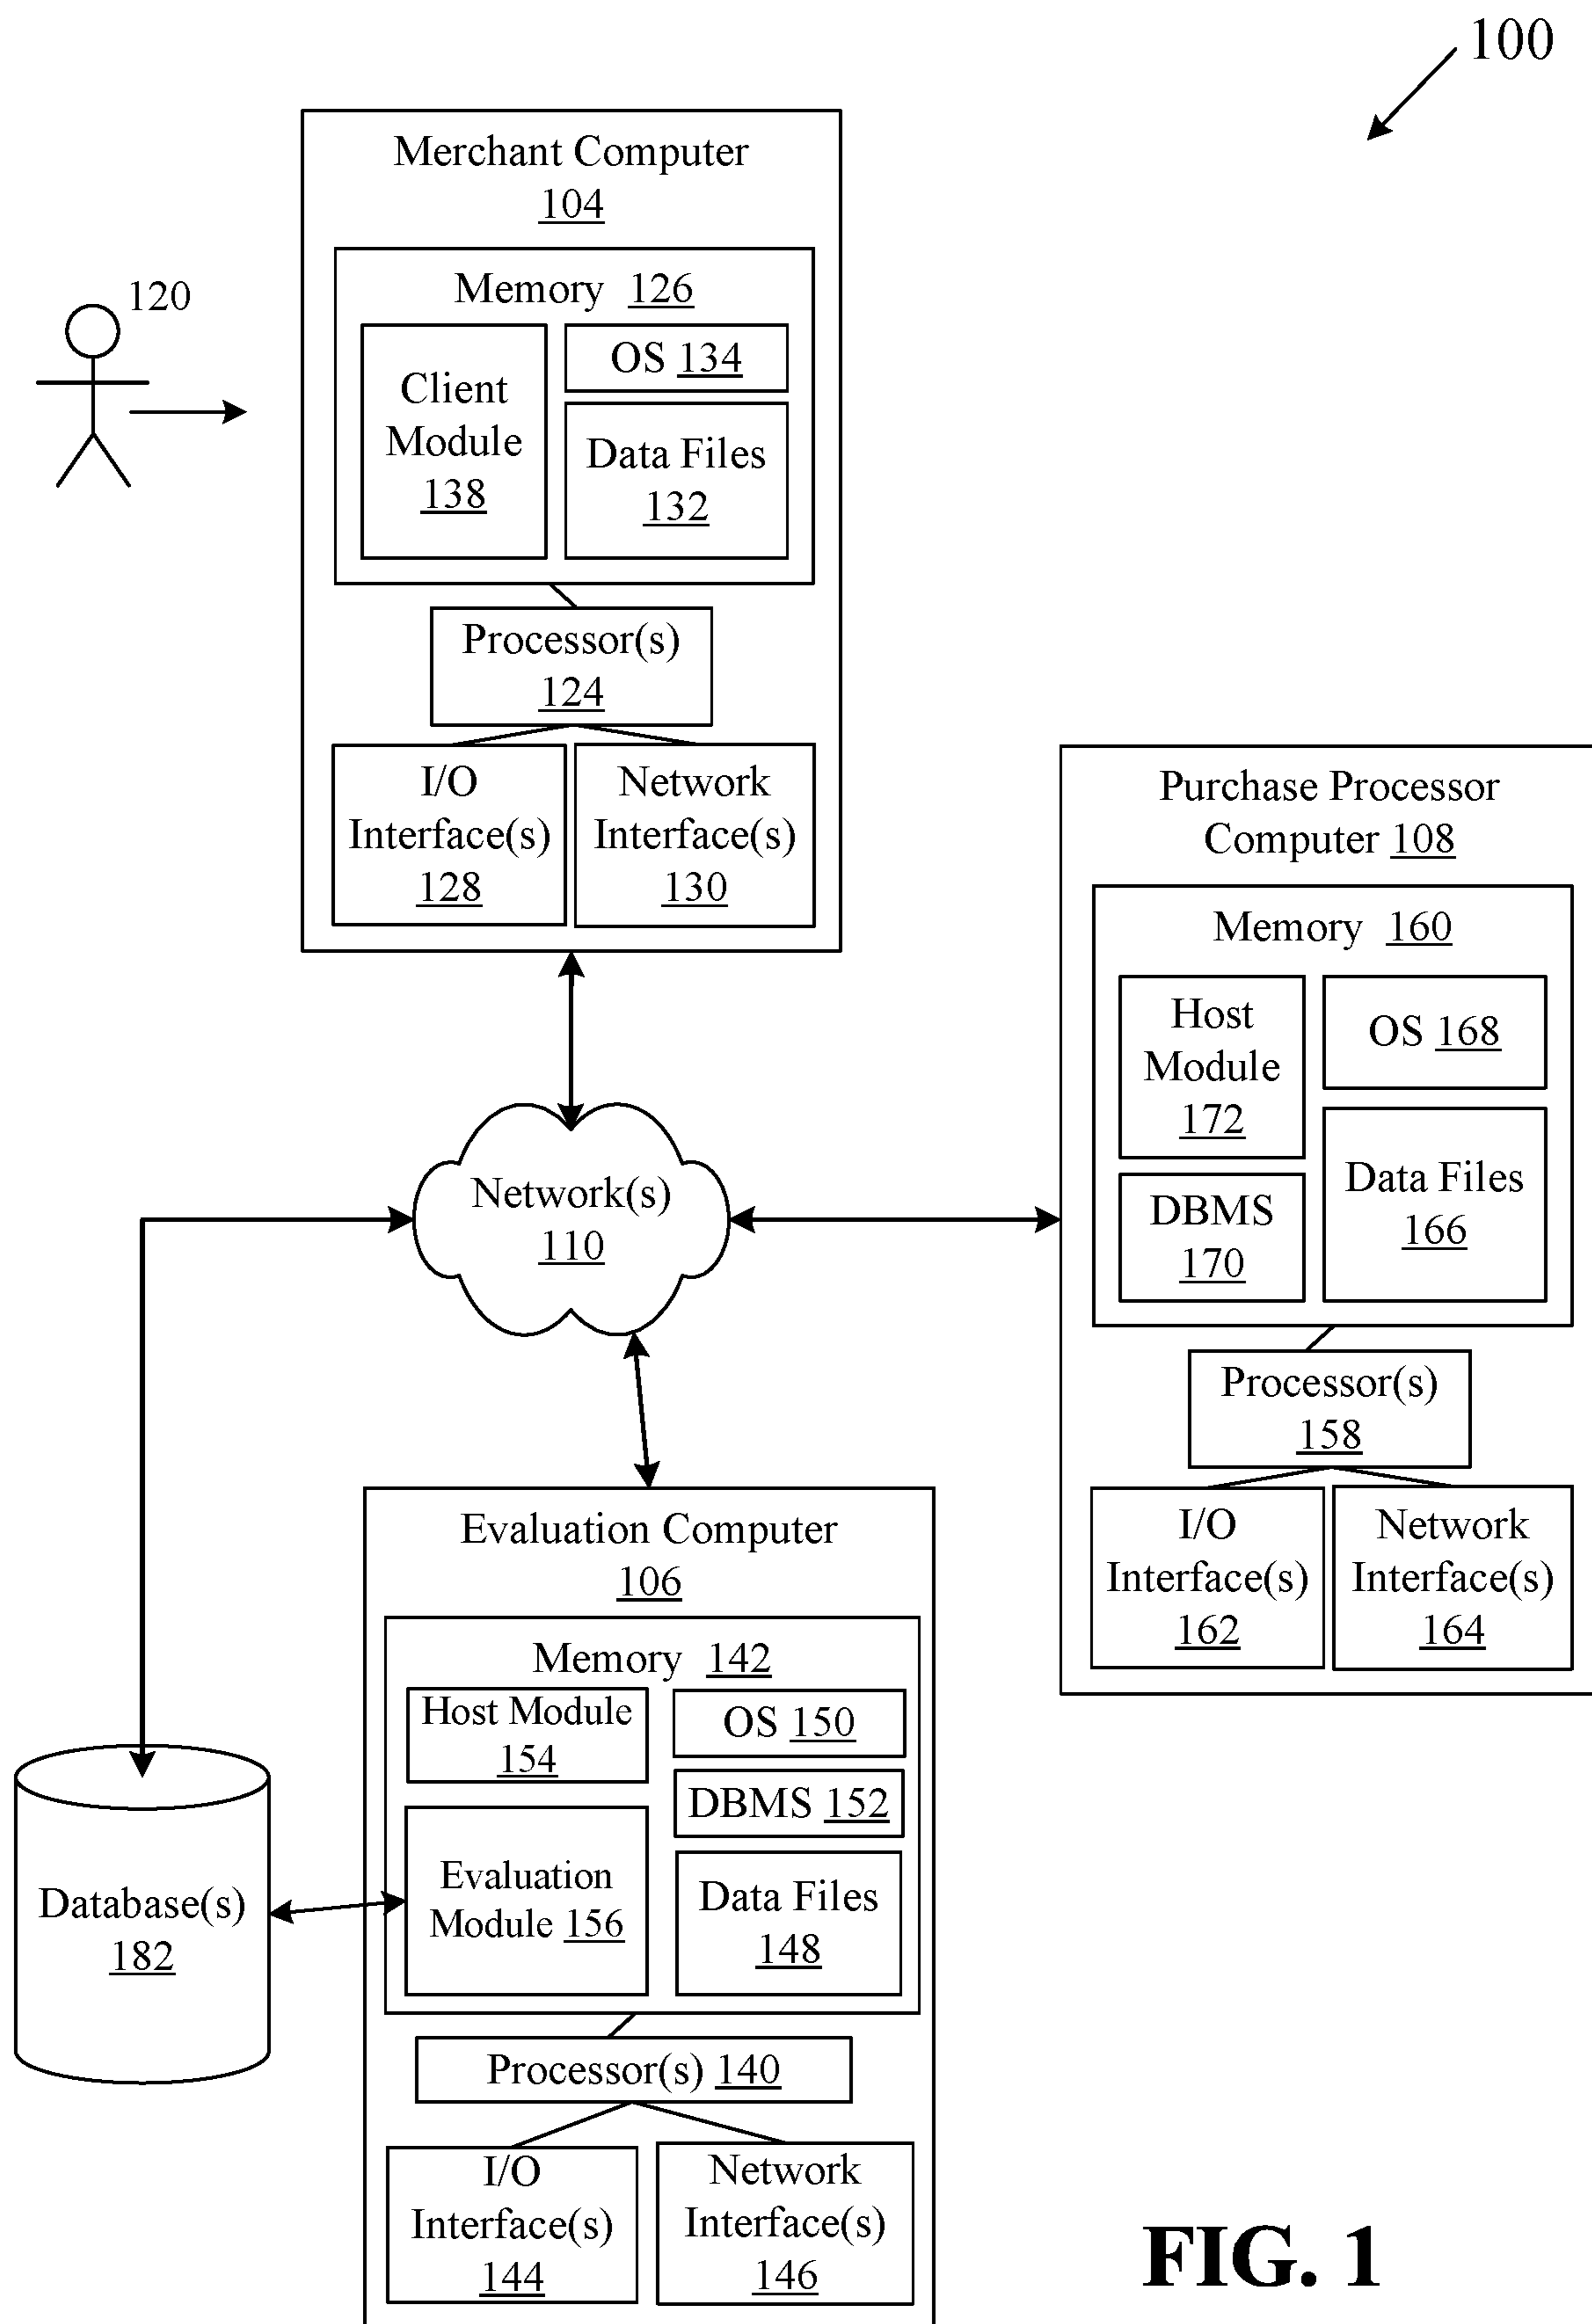 100
Merchant Computer
104
120
Memory 126
Client
Module
138
OS 134
Data Files
132
Processor(s)
124
I/O
Interface(s)
128
Network
Interface(s)
130
Purchase Processor
Computer 108
Memory 160
Host
Module
172
OS 168
DBMS
170
Data Files
166
Processor(s)
158
I/O
Interface(s)
162
Network
Interface(s)
164
Network(s)
110
Evaluation Computer
106
Memory 142
Host Module
154
OS 150
DBMS 152
Evaluation
Module 156
Data Files
148
Database(s)
182
Processor(s) 140
I/O
Interface(s)
144
Network
Interface(s)
146
FIG. 1